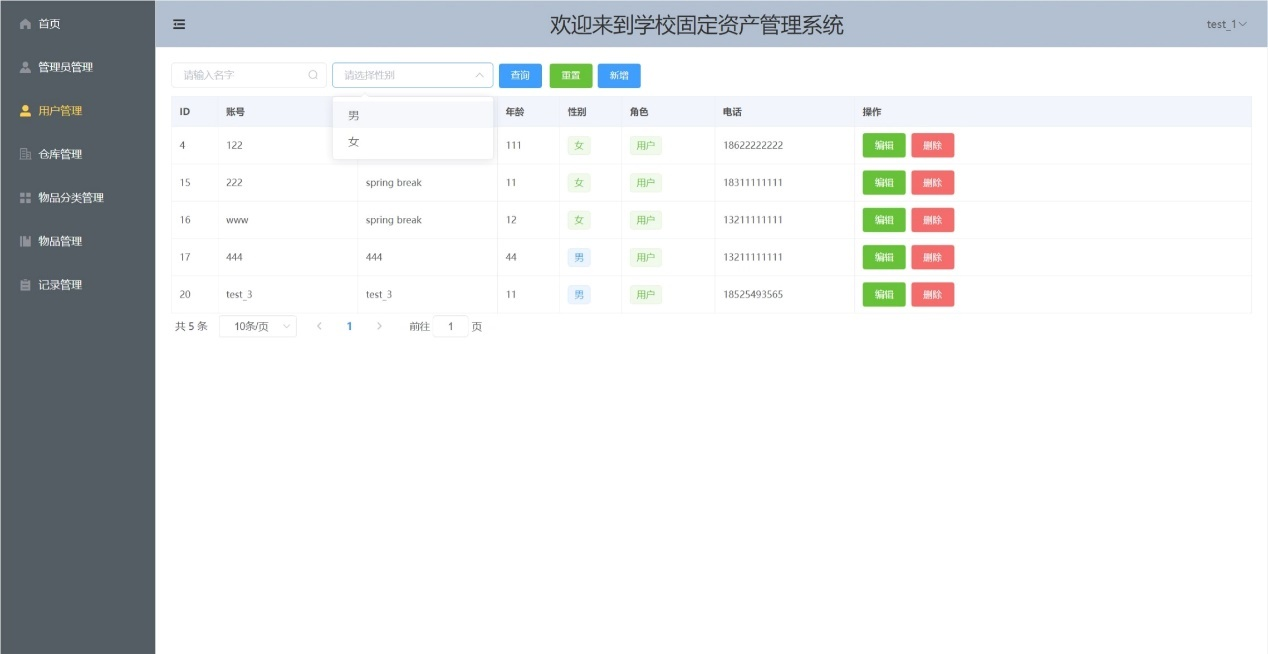 首页
管理员管理
用户管理
仓库管理
物品分类管理
物品管理
记录管理
欢迎来到学校固定资产管理系统
test_1
请输入名字 请选择性别 查询 重置 新增
男
女
ID 账号 年龄 性别 角色 电话 操作
4 122 111 女 用户 18622222222 编辑 删除
15 222 spring break 11 女 用户 18311111111 编辑 删除
16 www spring break 12 女 用户 13211111111 编辑 删除
17 444 444 44 男 用户 13211111111 编辑 删除
20 test_3 test_3 11 男 用户 18525493565 编辑 删除
共 5 条 10条/页 1 前往 1 页